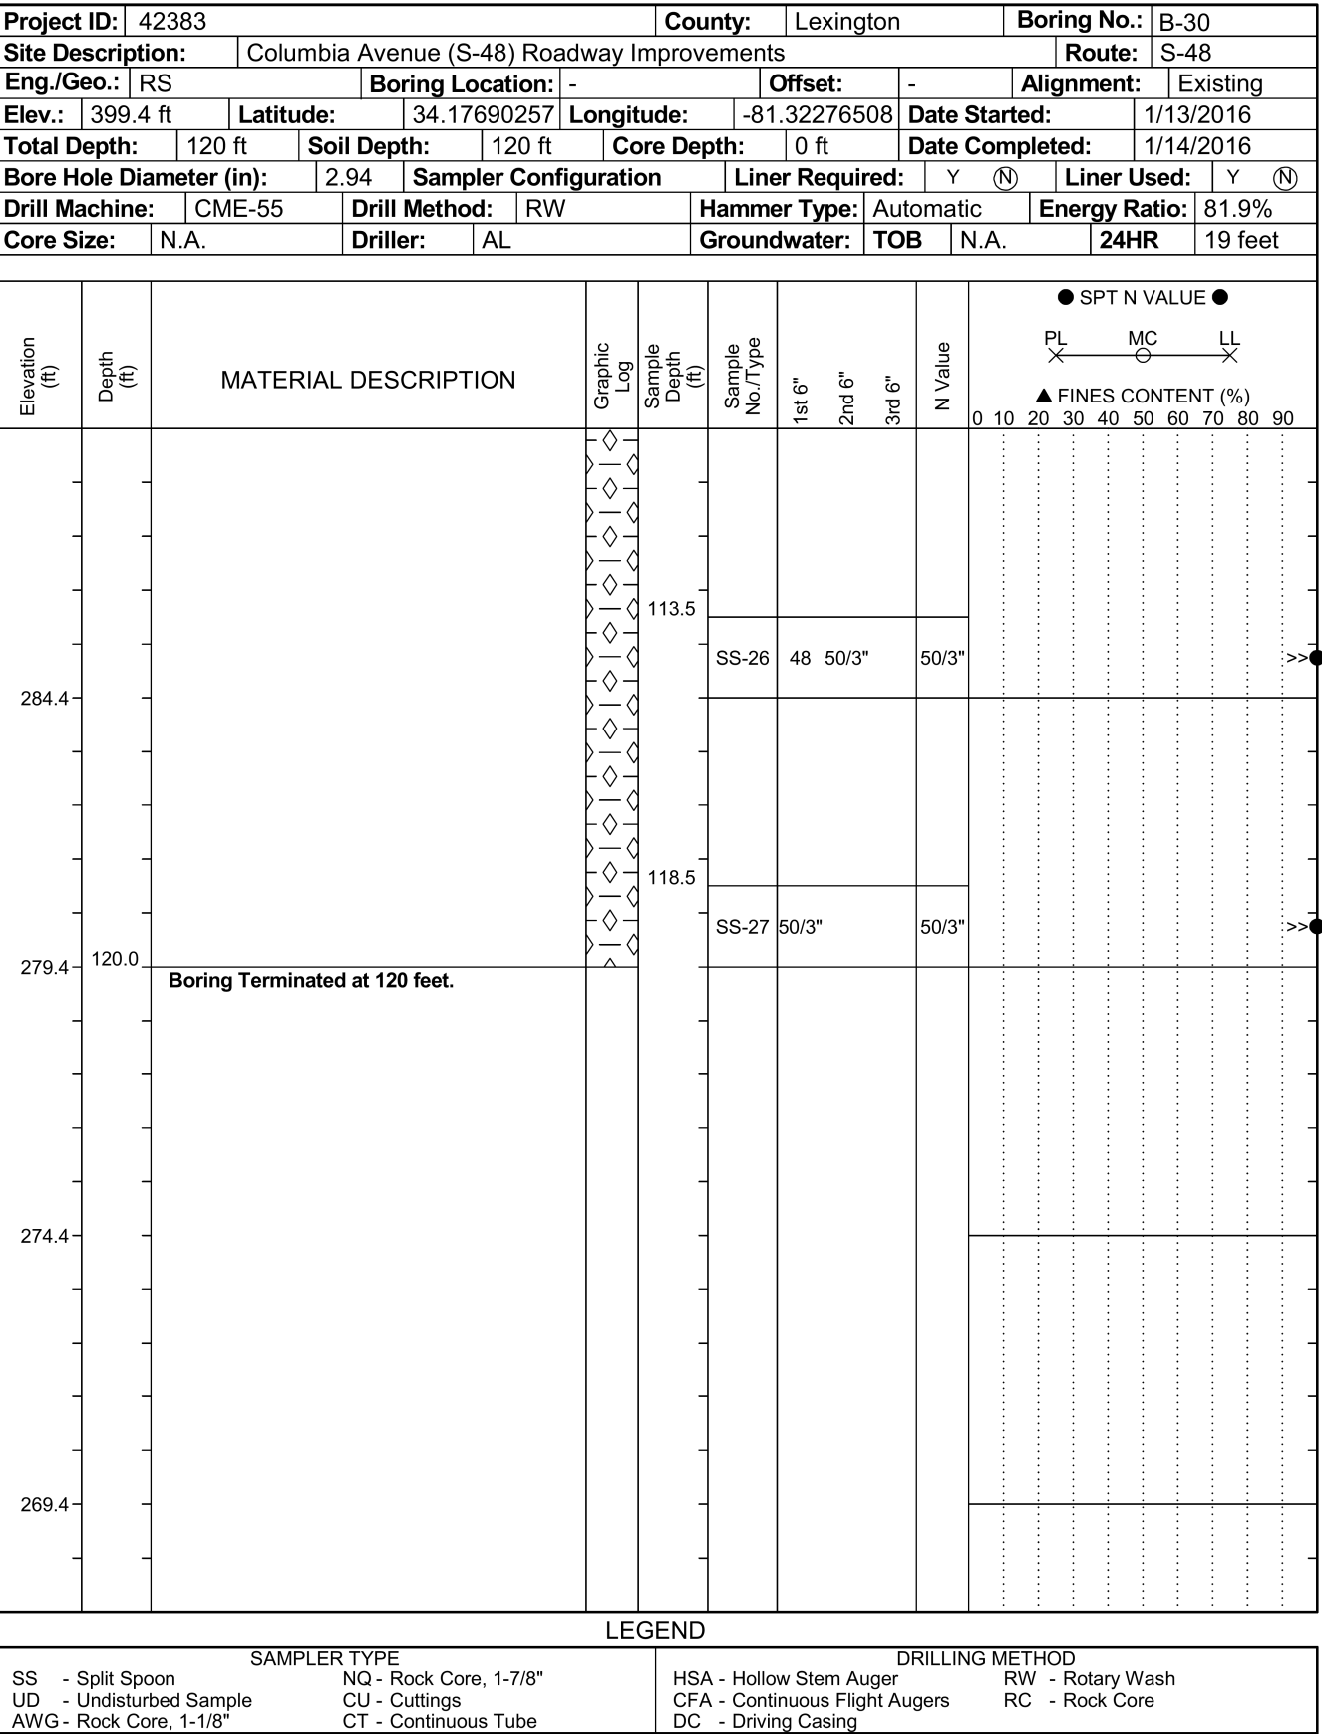 Project ID: 42383 County: Lexington Boring No.: B-30
Site Description: Columbia Avenue (S-48) Roadway Improvements Route: S-48
Eng./Geo.: RS Boring Location: - Offset: - Alignment: Existing
Elev.: 399.4 ft Latitude: 34.17690257 Longitude: -81.32276508 Date Started: 1/13/2016
Total Depth: 120 ft Soil Depth: 120 ft Core Depth: 0 ft Date Completed: 1/14/2016
Bore Hole Diameter (in): 2.94 Sampler Configuration Liner Required: Y N Liner Used: Y N
Drill Machine: CME-55 Drill Method: RW Hammer Type: Automatic Energy Ratio: 81.9%
Core Size: N.A. Driller: AL Groundwater: TOB N.A. 24HR 19 feet
Elevation (ft)
Depth (ft)
MATERIAL DESCRIPTION
Graphic Log
Sample Depth (ft)
Sample No./Type
1st 6"
2nd 6"
3rd 6"
N Value
● SPT N VALUE ●
PL MC LL
▲ FINES CONTENT (%)
0 10 20 30 40 50 60 70 80 90
113.5
SS-26 48 50/3" 50/3" >>
284.4
118.5
SS-27 50/3" 50/3" >>
120.0
279.4
Boring Terminated at 120 feet.
274.4
269.4
LEGEND
SAMPLER TYPE DRILLING METHOD
SS - Split Spoon NQ - Rock Core, 1-7/8" HSA - Hollow Stem Auger RW - Rotary Wash
UD - Undisturbed Sample CU - Cuttings CFA - Continuous Flight Augers RC - Rock Core
AWG - Rock Core, 1-1/8" CT - Continuous Tube DC - Driving Casing